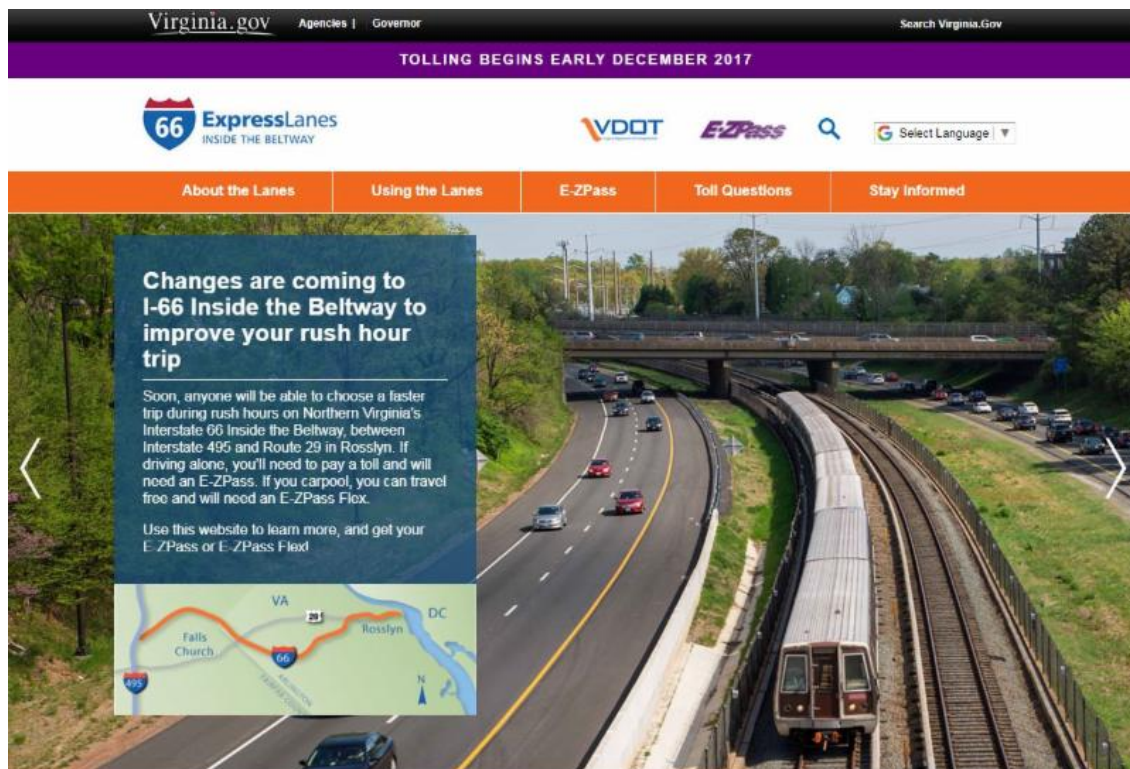 Virginia.gov Agencies | Governor Search Virginia.Gov
TOLLING BEGINS EARLY DECEMBER 2017
66 ExpressLanes
INSIDE THE BELTWAY
VDOT E-ZPass G Select Language ▼
About the Lanes Using the Lanes E-ZPass Toll Questions Stay Informed
Changes are coming to
I-66 Inside the Beltway to
improve your rush hour
trip
Soon, anyone will be able to choose a faster
trip during rush hours on Northern Virginia's
Interstate 66 Inside the Beltway, between
Interstate 495 and Route 29 in Rosslyn. If
driving alone, you'll need to pay a toll and will
need an E-ZPass. If you carpool, you can travel
free and will need an E-ZPass Flex.
Use this website to learn more, and get your
E-ZPass or E-ZPass Flex!
VA
29
DC
Rosslyn
Falls
Church
66
495
ARLINGTON
FAIRFAX COUNTY
N